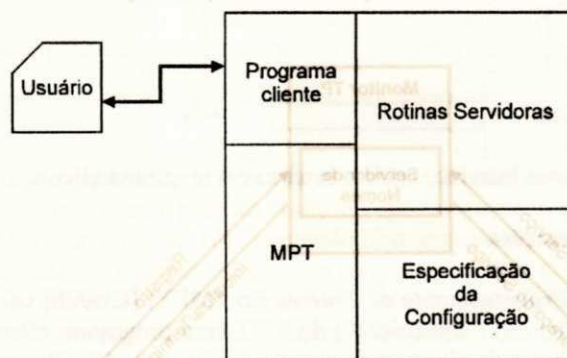 Usuário
Programa
cliente
Rotinas Servidoras
MPT
Especificação
da
Configuração